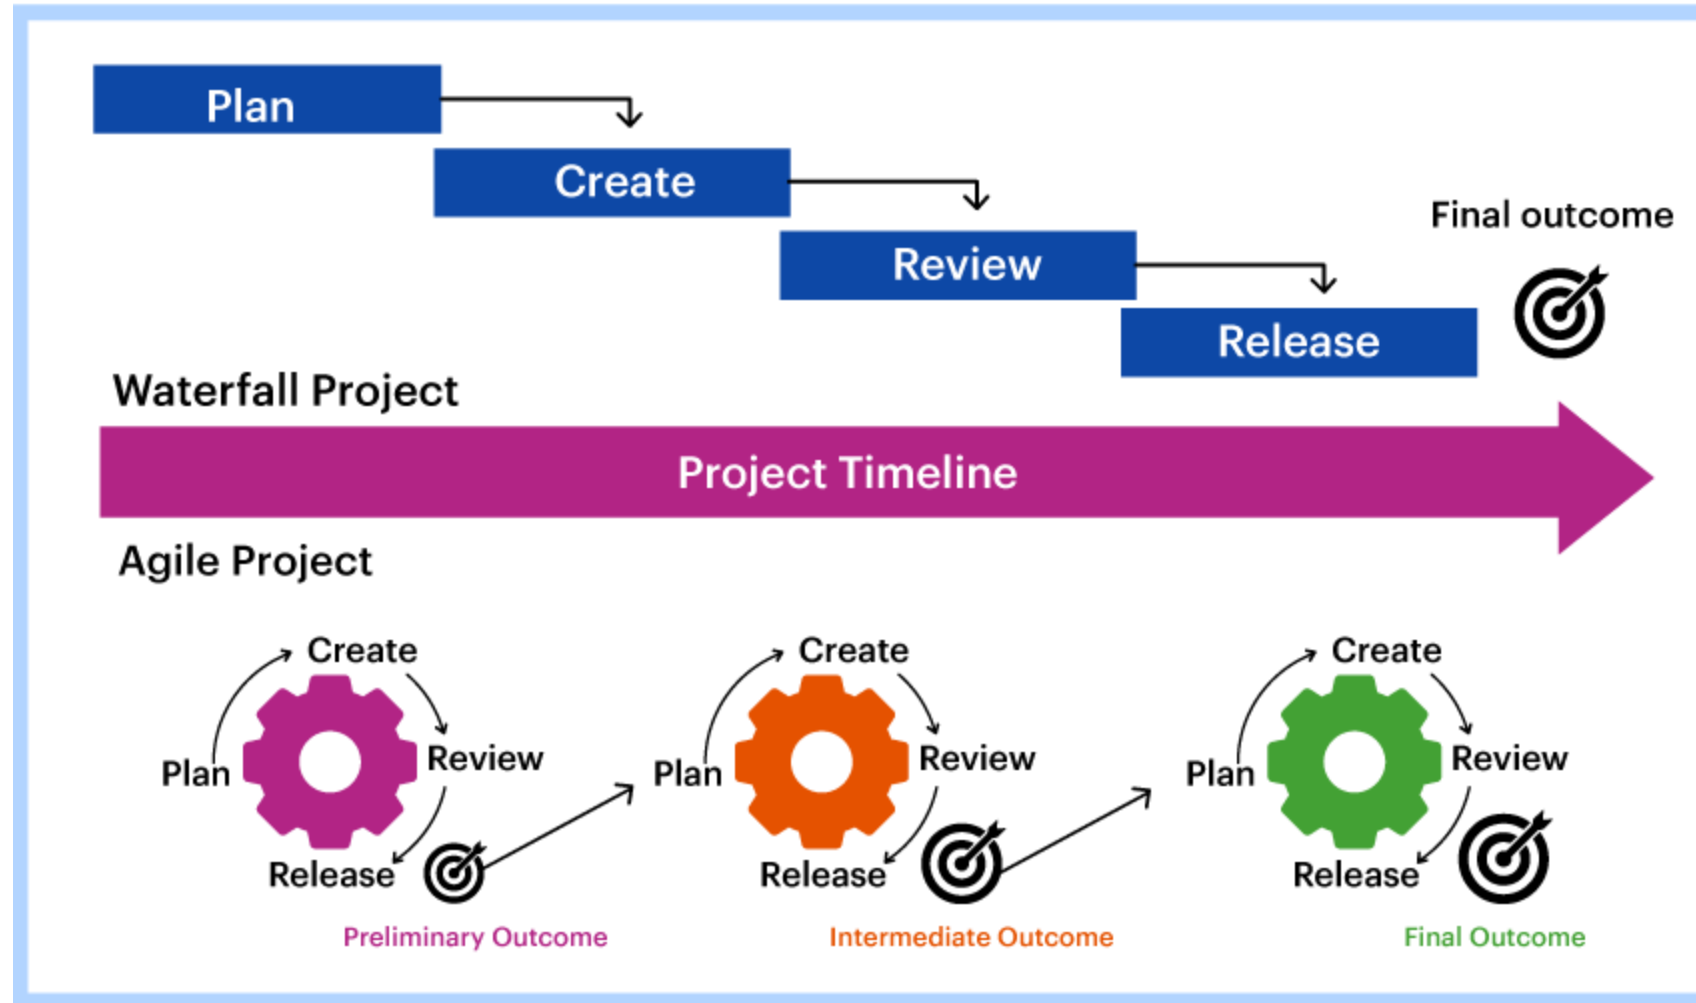 Plan
Create
Review
Release
Final outcome
Waterfall Project
Project Timeline
Agile Project
Create
Review
Plan
Release
Preliminary Outcome
Create
Review
Plan
Release
Intermediate Outcome
Create
Review
Plan
Release
Final Outcome